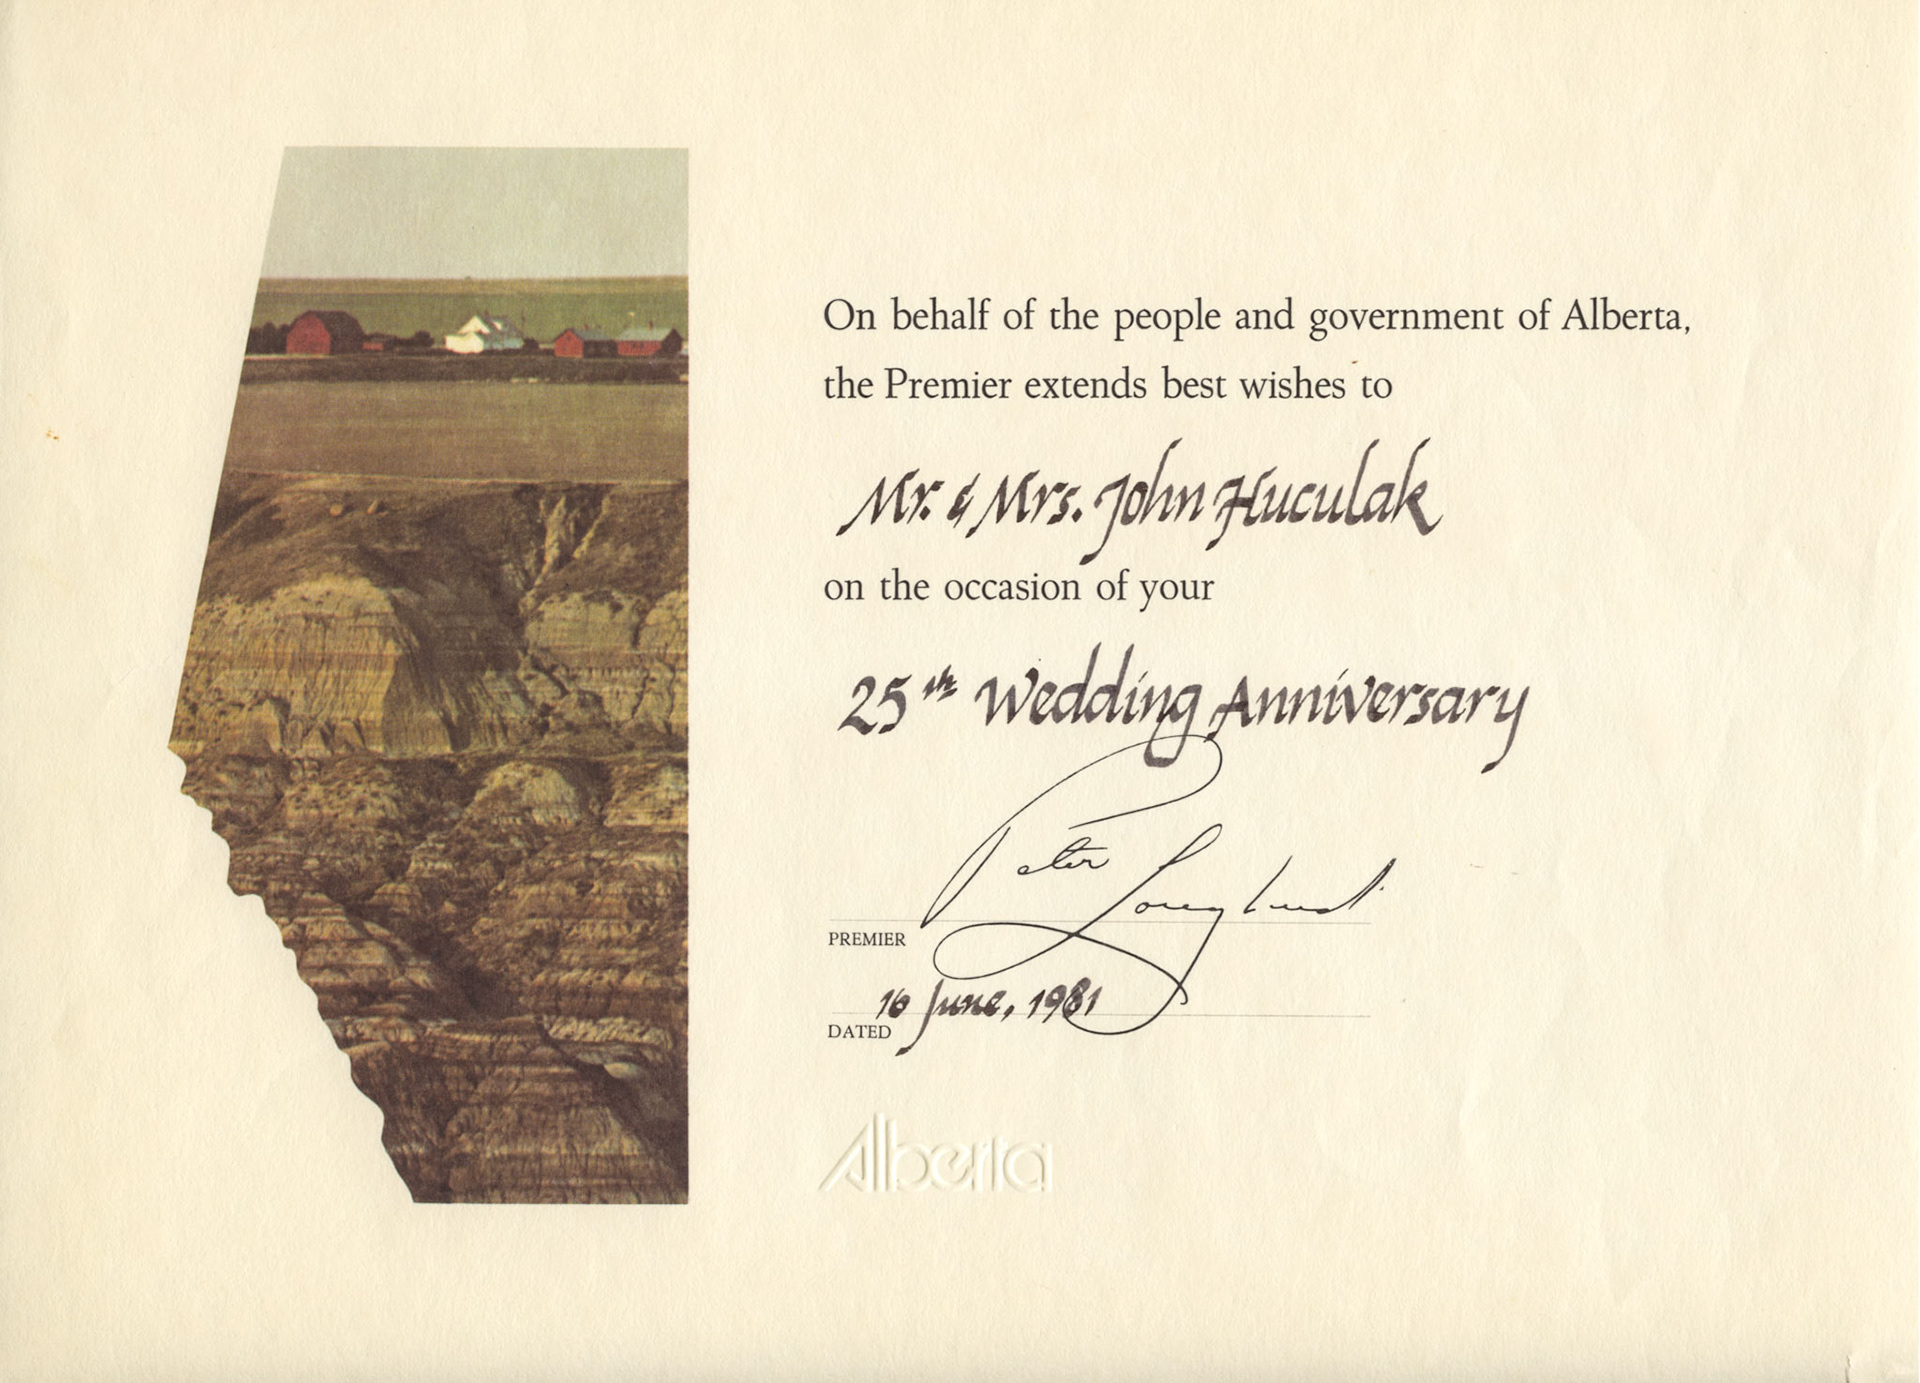 On behalf of the people and government of Alberta,
the Premier extends best wishes to
Mr. & Mrs. John Huculak
on the occasion of your
25th Wedding Anniversary
Peter Lougheed
PREMIER
16 June, 1981
DATED
Alberta